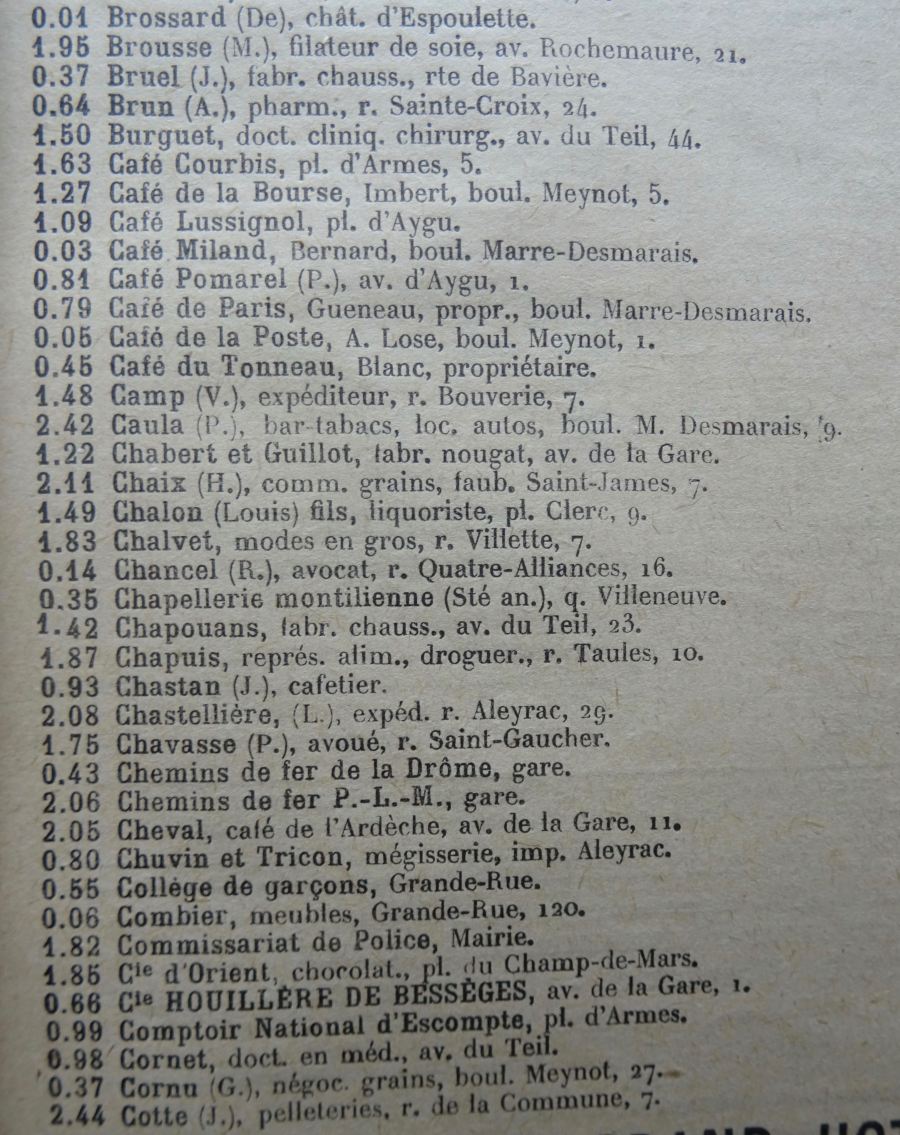 0.01 Brossard (De), chât. d'Espoulette.
1.95 Brousse (M.), filateur de soie, av. Rochemaure, 21.
0.37 Bruel (J.), fabr. chauss., rte de Bavière.
0.64 Brun (A.), pharm., r. Sainte-Croix, 24.
1.50 Burguet, doct. cliniq. chirurg., av. du Teil, 44.
1.63 Café Courbis, pl. d'Armes, 5.
1.27 Café de la Bourse, Imbert, boul. Meynot, 5.
1.09 Café Lussignol, pl. d'Aygu.
0.03 Café Miland, Bernard, boul. Marre-Desmarais.
0.81 Café Pomarel (P.), av. d'Aygu, 1.
0.79 Café de Paris, Gueneau, propr., boul. Marre-Desmarais.
0.05 Café de la Poste, A. Lose, boul. Meynot, 1.
0.45 Café du Tonneau, Blanc, propriétaire.
1.48 Camp (V.), expéditeur, r. Bouverie, 7.
2.42 Caula (P.), bar-tabacs, loc. autos, boul. M. Desmarais, 9.
1.22 Chabert et Guillot, fabr. nougat, av. de la Gare.
2.11 Chaix (H.), comm. grains, faub. Saint-James, 7.
1.49 Chalon (Louis) fils, liquoriste, pl. Clerc, 9.
1.83 Chalvet, modes en gros, r. Villette, 7.
0.14 Chancel (R.), avocat, r. Quatre-Alliances, 16.
0.35 Chapellerie montilienne (Sté an.), q. Villeneuve.
1.42 Chapouans, fabr. chauss., av. du Teil, 23.
1.87 Chapuis, représ. alim., droguer., r. Taules, 10.
0.93 Chastan (J.), cafetier.
2.08 Chastellière, (L.), expéd. r. Aleyrac, 29.
1.75 Chavasse (P.), avoué, r. Saint-Gaucher.
0.43 Chemins de fer de la Drôme, gare.
2.06 Chemins de fer P.-L.-M., gare.
2.05 Cheval, café de l'Ardèche, av. de la Gare, 11.
0.80 Chuvin et Tricon, mégisserie, imp. Aleyrac.
0.55 Collège de garçons, Grande-Rue.
0.06 Combier, meubles, Grande-Rue, 120.
1.82 Commissariat de Police, Mairie.
1.85 Cie d'Orient, chocolat., pl. du Champ-de-Mars.
0.66 Cie HOUILLÈRE DE BESSÈGES, av. de la Gare, 1.
0.99 Comptoir National d'Escompte, pl. d'Armes.
0.98 Cornet, doct. en méd., av. du Teil.
0.37 Cornu (G.), négoc. grains, boul. Meynot, 27.
2.44 Cotte (J.), pelleteries, r. de la Commune, 7.